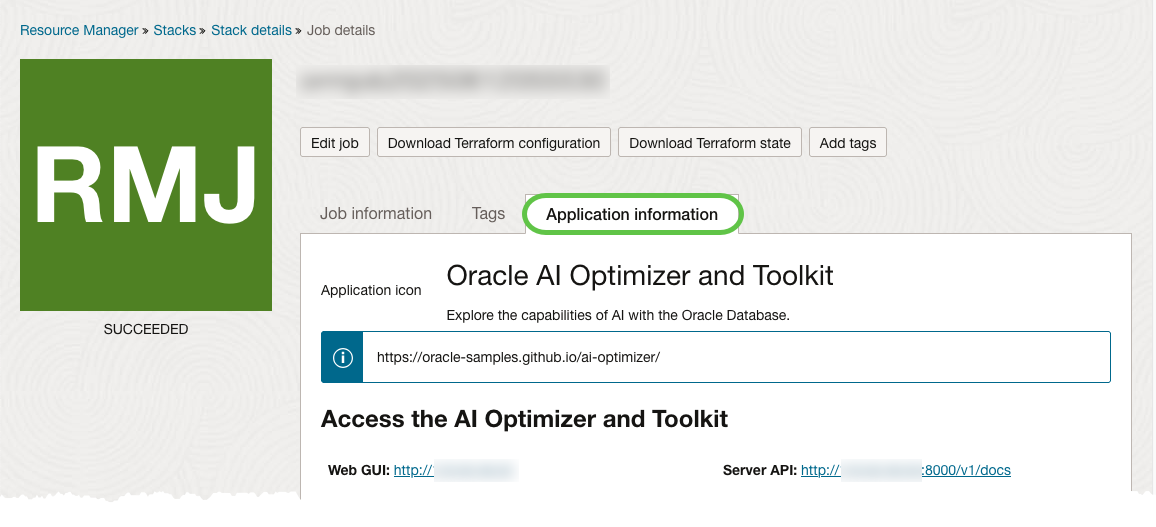 Resource Manager » Stacks » Stack details » Job details
RMJ
SUCCEEDED
Edit job Download Terraform configuration Download Terraform state Add tags
Job information Tags Application information
Application icon
Oracle AI Optimizer and Toolkit
Explore the capabilities of AI with the Oracle Database.
https://oracle-samples.github.io/ai-optimizer/
Access the AI Optimizer and Toolkit
Web GUI: http:// Server API: http:// :8000/v1/docs